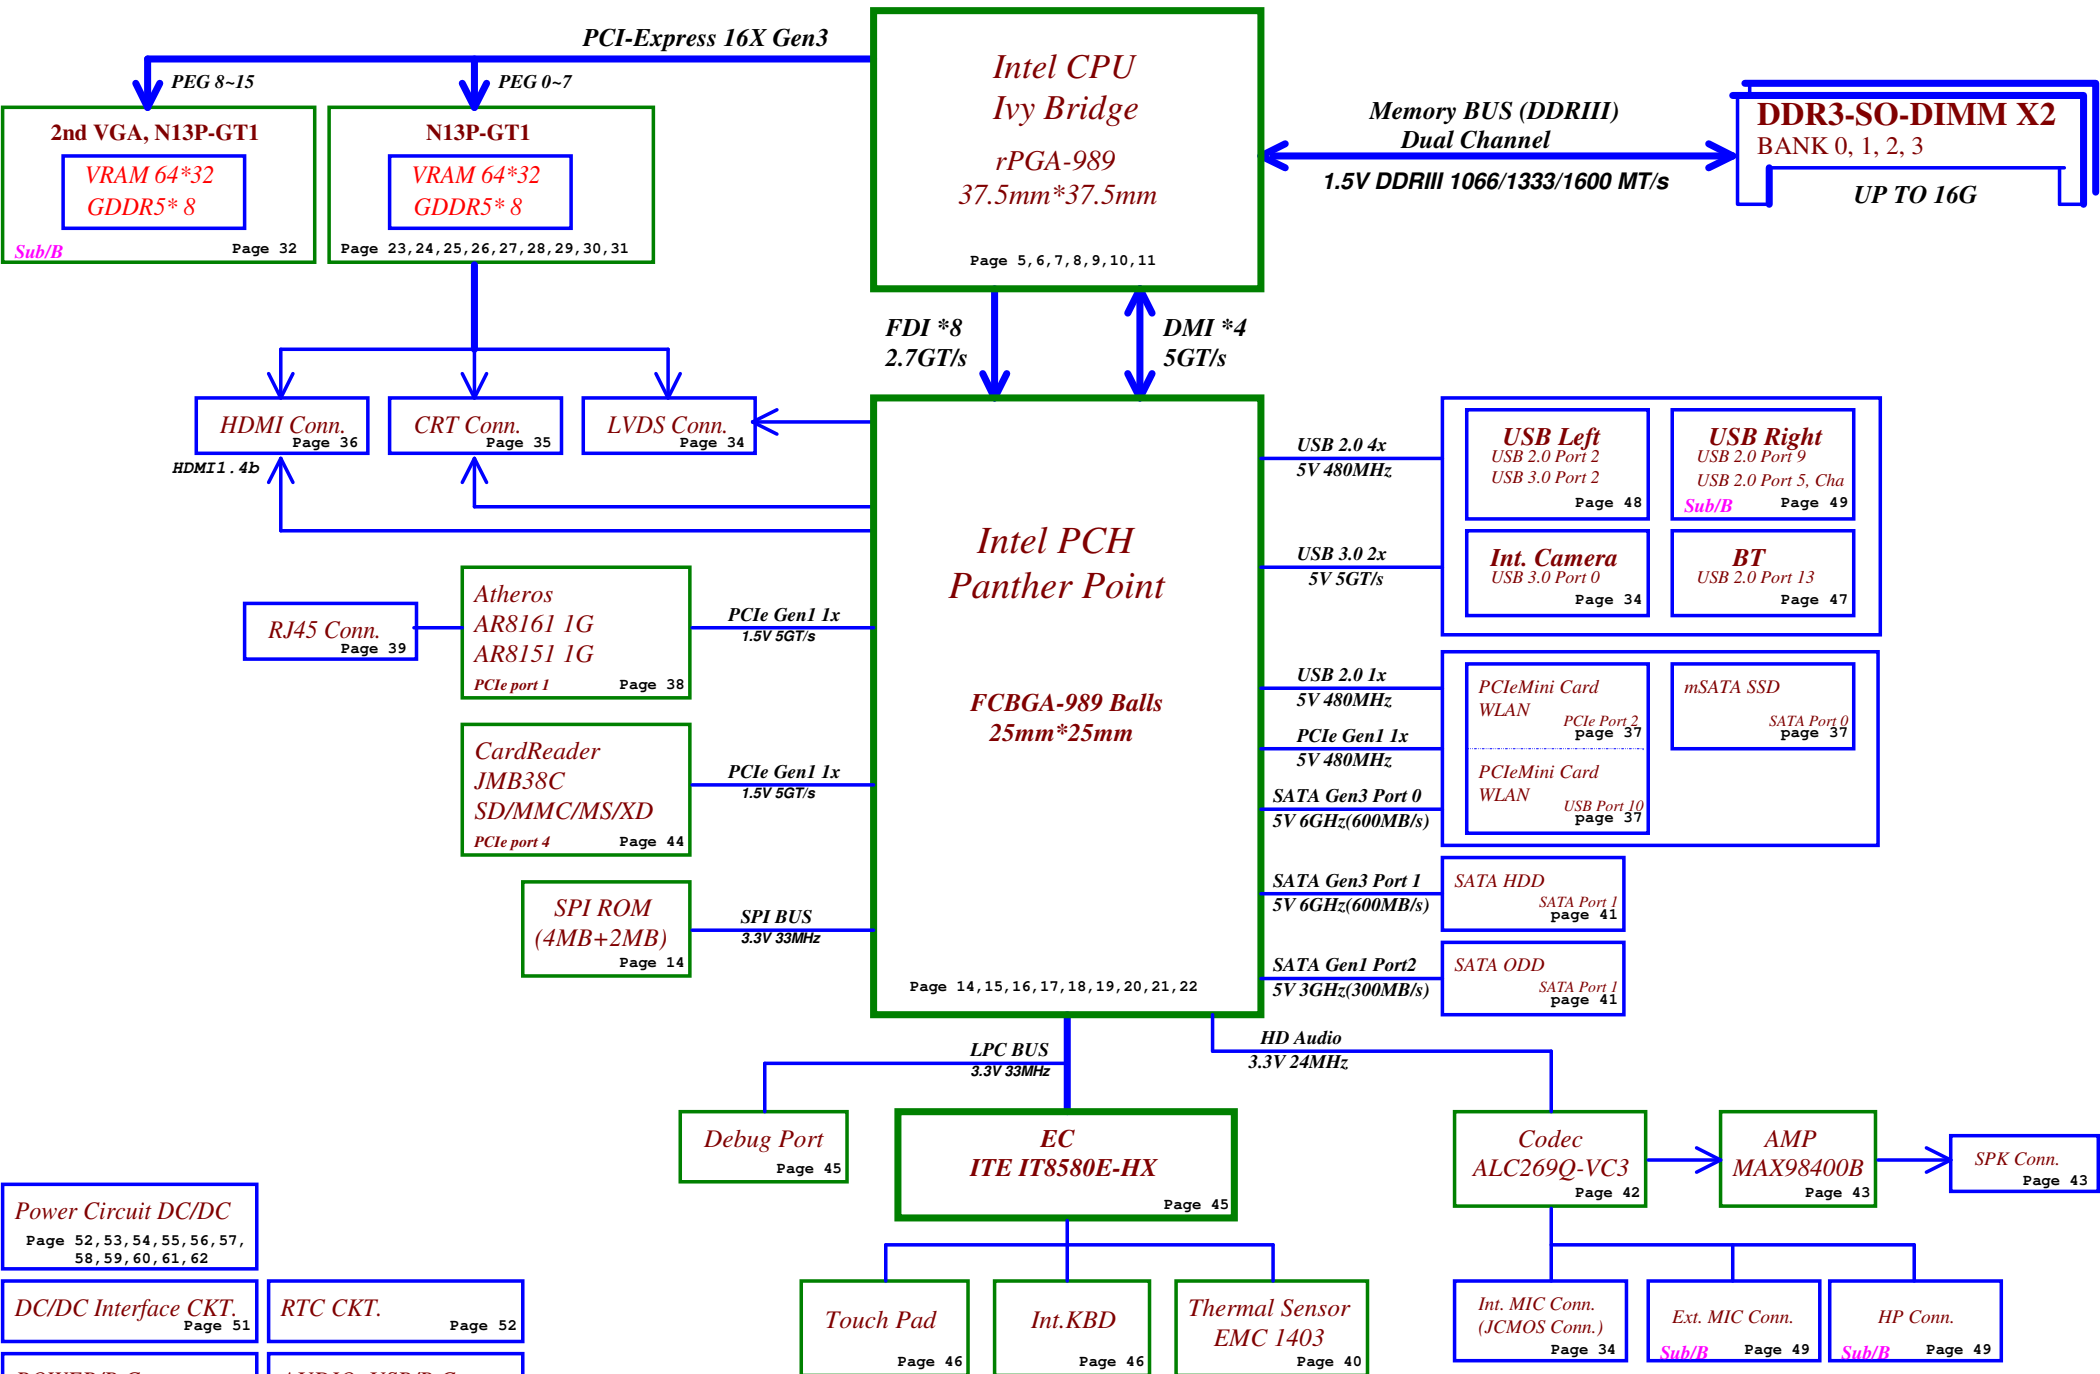 PCI-Express 16X Gen3
PEG 8~15
PEG 0~7
2nd VGA, N13P-GT1
VRAM 64*32
GDDR5* 8
Sub/B
Page 32
N13P-GT1
VRAM 64*32
GDDR5* 8
Page 23,24,25,26,27,28,29,30,31
Intel CPU
Ivy Bridge
rPGA-989
37.5mm*37.5mm
Page 5,6,7,8,9,10,11
Memory BUS (DDRIII)
Dual Channel
1.5V DDRIII 1066/1333/1600 MT/s
DDR3-SO-DIMM X2
BANK 0, 1, 2, 3
UP TO 16G
FDI *8
2.7GT/s
DMI *4
5GT/s
HDMI Conn.
Page 36
HDMI1.4b
CRT Conn.
Page 35
LVDS Conn.
Page 34
Intel PCH
Panther Point
FCBGA-989 Balls
25mm*25mm
Page 14,15,16,17,18,19,20,21,22
USB 2.0 4x
5V 480MHz
USB 3.0 2x
5V 5GT/s
USB Left
USB 2.0 Port 2
USB 3.0 Port 2
Page 48
USB Right
USB 2.0 Port 9
USB 2.0 Port 5, Cha
Sub/B
Page 49
Int. Camera
USB 3.0 Port 0
Page 34
BT
USB 2.0 Port 13
Page 47
RJ45 Conn.
Page 39
Atheros
AR8161 1G
AR8151 1G
PCIe port 1
Page 38
PCIe Gen1 1x
1.5V 5GT/s
CardReader
JMB38C
SD/MMC/MS/XD
PCIe port 4
Page 44
PCIe Gen1 1x
1.5V 5GT/s
SPI ROM
(4MB+2MB)
Page 14
SPI BUS
3.3V 33MHz
USB 2.0 1x
5V 480MHz
PCIe Gen1 1x
5V 480MHz
SATA Gen3 Port 0
5V 6GHz(600MB/s)
PCIeMini Card
WLAN
PCIe Port 2
page 37
PCIeMini Card
WLAN
USB Port 10
page 37
mSATA SSD
SATA Port 0
page 37
SATA Gen3 Port 1
5V 6GHz(600MB/s)
SATA HDD
SATA Port 1
page 41
SATA Gen1 Port2
5V 3GHz(300MB/s)
SATA ODD
SATA Port 1
page 41
LPC BUS
3.3V 33MHz
HD Audio
3.3V 24MHz
Debug Port
Page 45
EC
ITE IT8580E-HX
Page 45
Codec
ALC269Q-VC3
Page 42
AMP
MAX98400B
Page 43
SPK Conn.
Page 43
Power Circuit DC/DC
Page 52,53,54,55,56,57,
58,59,60,61,62
DC/DC Interface CKT.
Page 51
RTC CKT.
Page 52
Touch Pad
Page 46
Int.KBD
Page 46
Thermal Sensor
EMC 1403
Page 40
Int. MIC Conn.
(JCMOS Conn.)
Page 34
Ext. MIC Conn.
Sub/B
Page 49
HP Conn.
Sub/B
Page 49